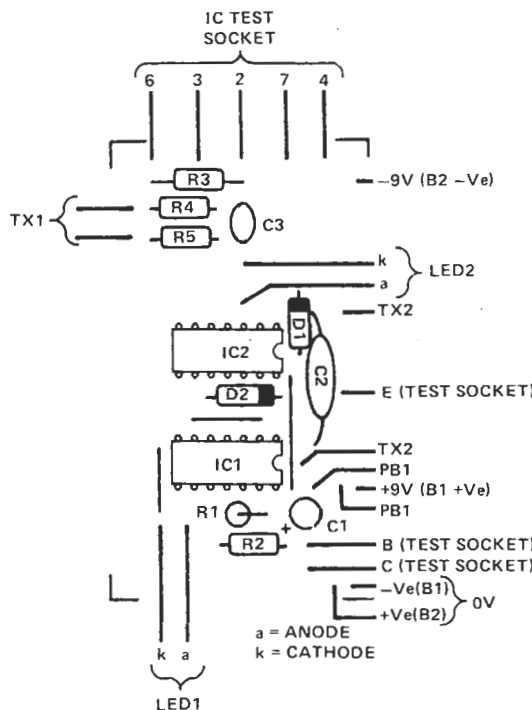 IC TEST
SOCKET
6 3 2 7 4
R3
−9V (B2 −Ve)
TX1
R4
R5
C3
k
a
LED2
D1
TX2
IC2
C2
D2
E (TEST SOCKET)
IC1
TX2
PB1
+9V (B1 +Ve)
PB1
R1
+
C1
R2
B (TEST SOCKET)
C (TEST SOCKET)
−Ve(B1)
+Ve(B2)
0V
a = ANODE
k = CATHODE
k a
LED1